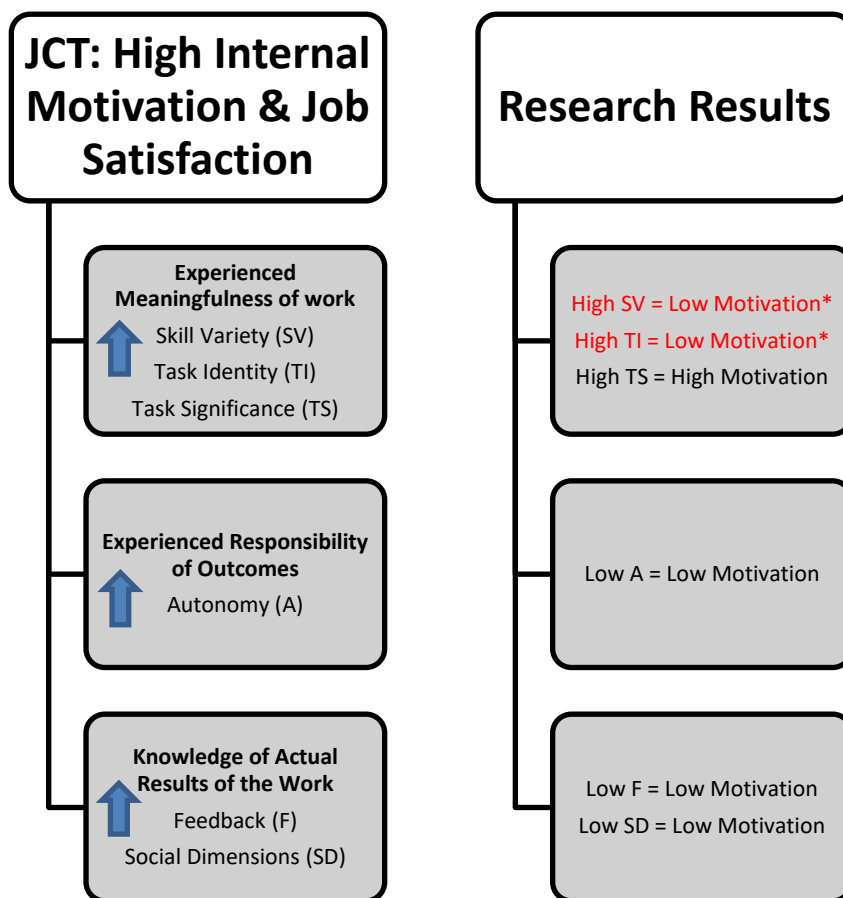 JCT: High Internal
Motivation & Job
Satisfaction
Experienced
Meaningfulness of work
Skill Variety (SV)
Task Identity (TI)
Task Significance (TS)
Experienced Responsibility
of Outcomes
Autonomy (A)
Knowledge of Actual
Results of the Work
Feedback (F)
Social Dimensions (SD)
Research Results
High SV = Low Motivation*
High TI = Low Motivation*
High TS = High Motivation
Low A = Low Motivation
Low F = Low Motivation
Low SD = Low Motivation